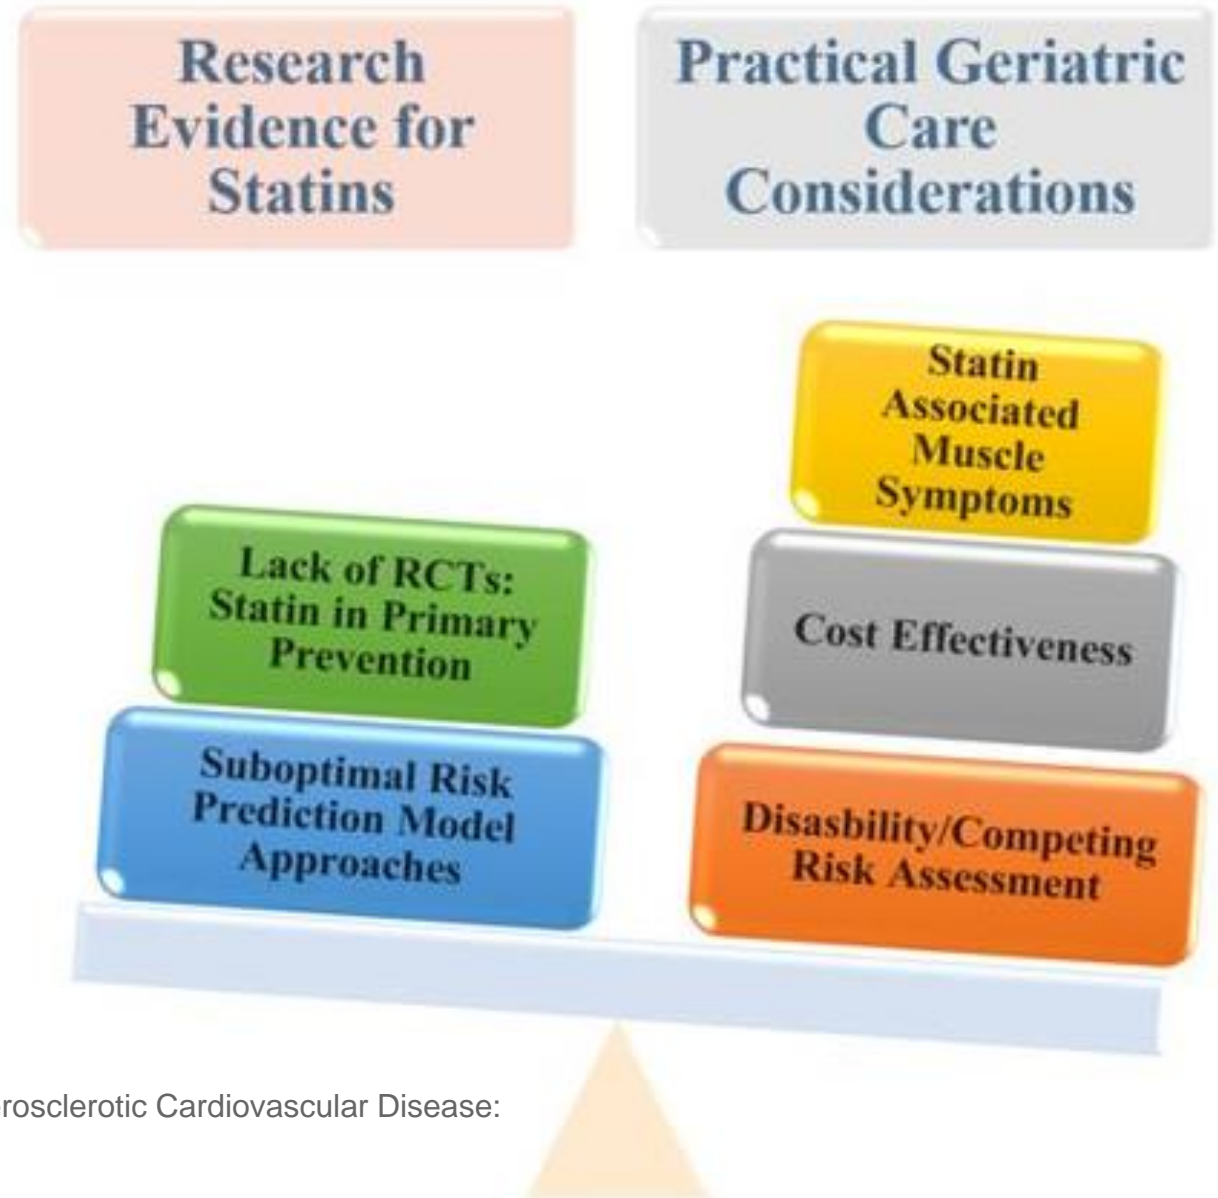 Research
Evidence for
Statins
Practical Geriatric
Care
Considerations
Statin
Associated
Muscle
Symptoms
Lack of RCTs:
Statin in Primary
Prevention
Cost Effectiveness
Suboptimal Risk
Prediction Model
Approaches
Disasbility/Competing
Risk Assessment
rosclerotic Cardiovascular Disease: